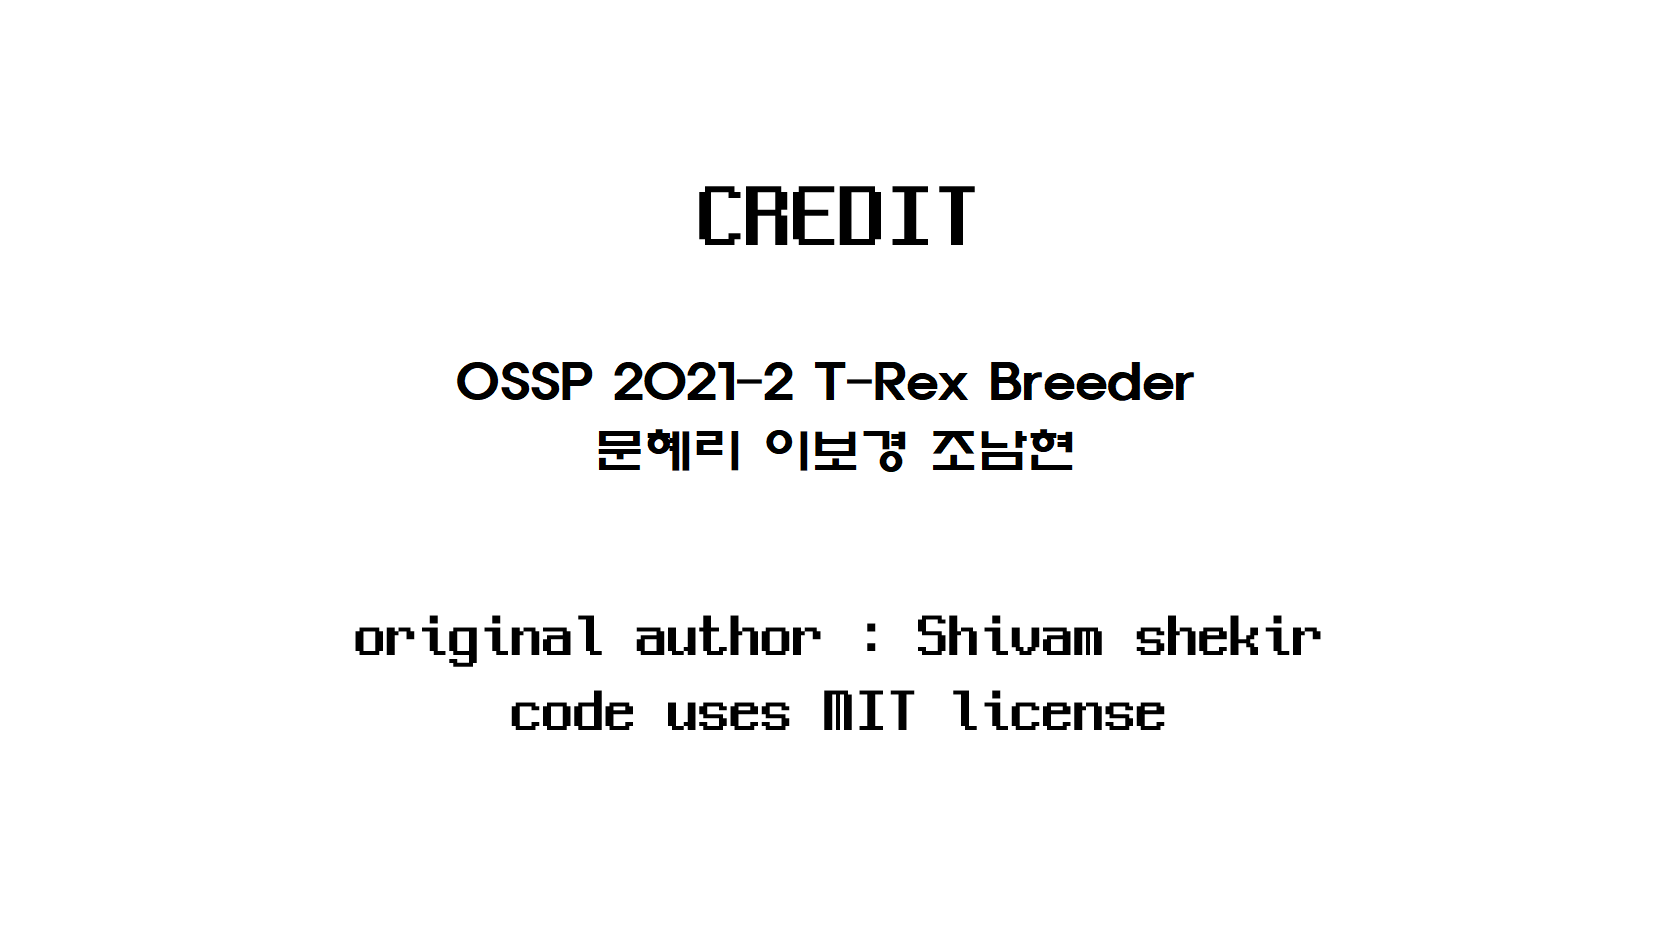 CREDIT
OSSP 2021-2 T-Rex Breeder
문혜리 이보경 조남현
original author : Shivam shekir
code uses MIT license